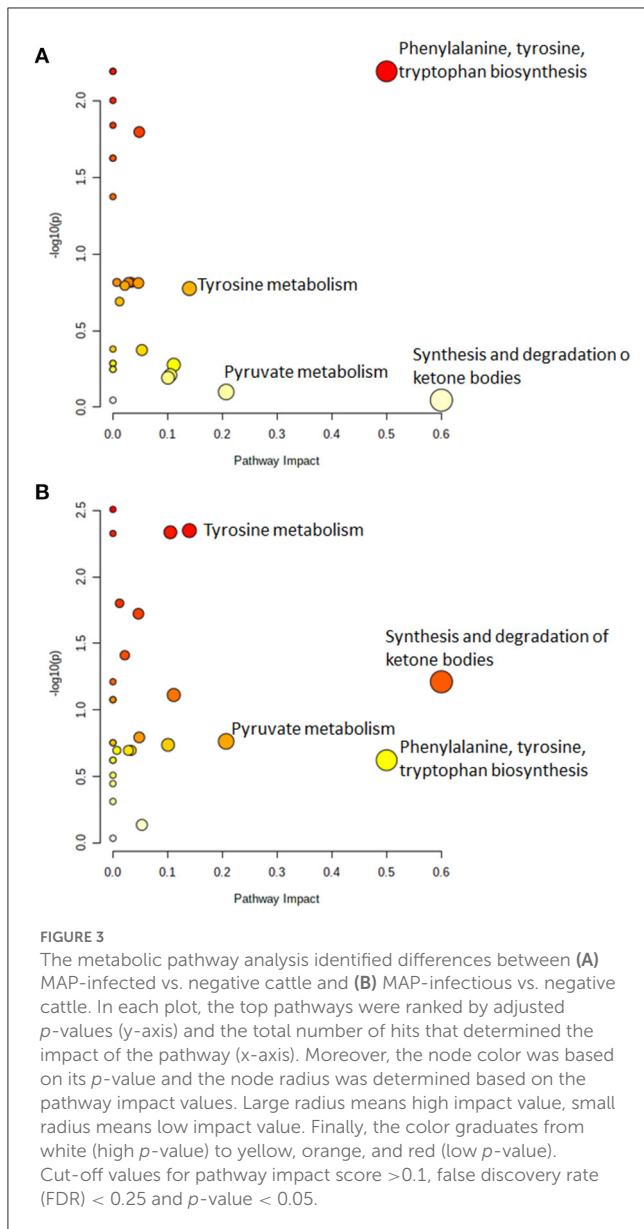 A
Phenylalanine, tyrosine,
tryptophan biosynthesis
2.0
1.5
-log10(p)
1.0
Tyrosine metabolism
0.5
Synthesis and degradation o
ketone bodies
Pyruvate metabolism
0.0
0.0 0.1 0.2 0.3 0.4 0.5 0.6
Pathway Impact
B
2.5
Tyrosine metabolism
2.0
Synthesis and degradation of
ketone bodies
1.5
-log10(p)
1.0
Pyruvate metabolism
Phenylalanine, tyrosine,
tryptophan biosynthesis
0.5
0.0
0.0 0.1 0.2 0.3 0.4 0.5 0.6
Pathway Impact
FIGURE 3
The metabolic pathway analysis identified differences between (A)
MAP-infected vs. negative cattle and (B) MAP-infectious vs. negative
cattle. In each plot, the top pathways were ranked by adjusted
p-values (y-axis) and the total number of hits that determined the
impact of the pathway (x-axis). Moreover, the node color was based
on its p-value and the node radius was determined based on the
pathway impact values. Large radius means high impact value, small
radius means low impact value. Finally, the color graduates from
white (high p-value) to yellow, orange, and red (low p-value).
Cut-off values for pathway impact score >0.1, false discovery rate
(FDR) < 0.25 and p-value < 0.05.